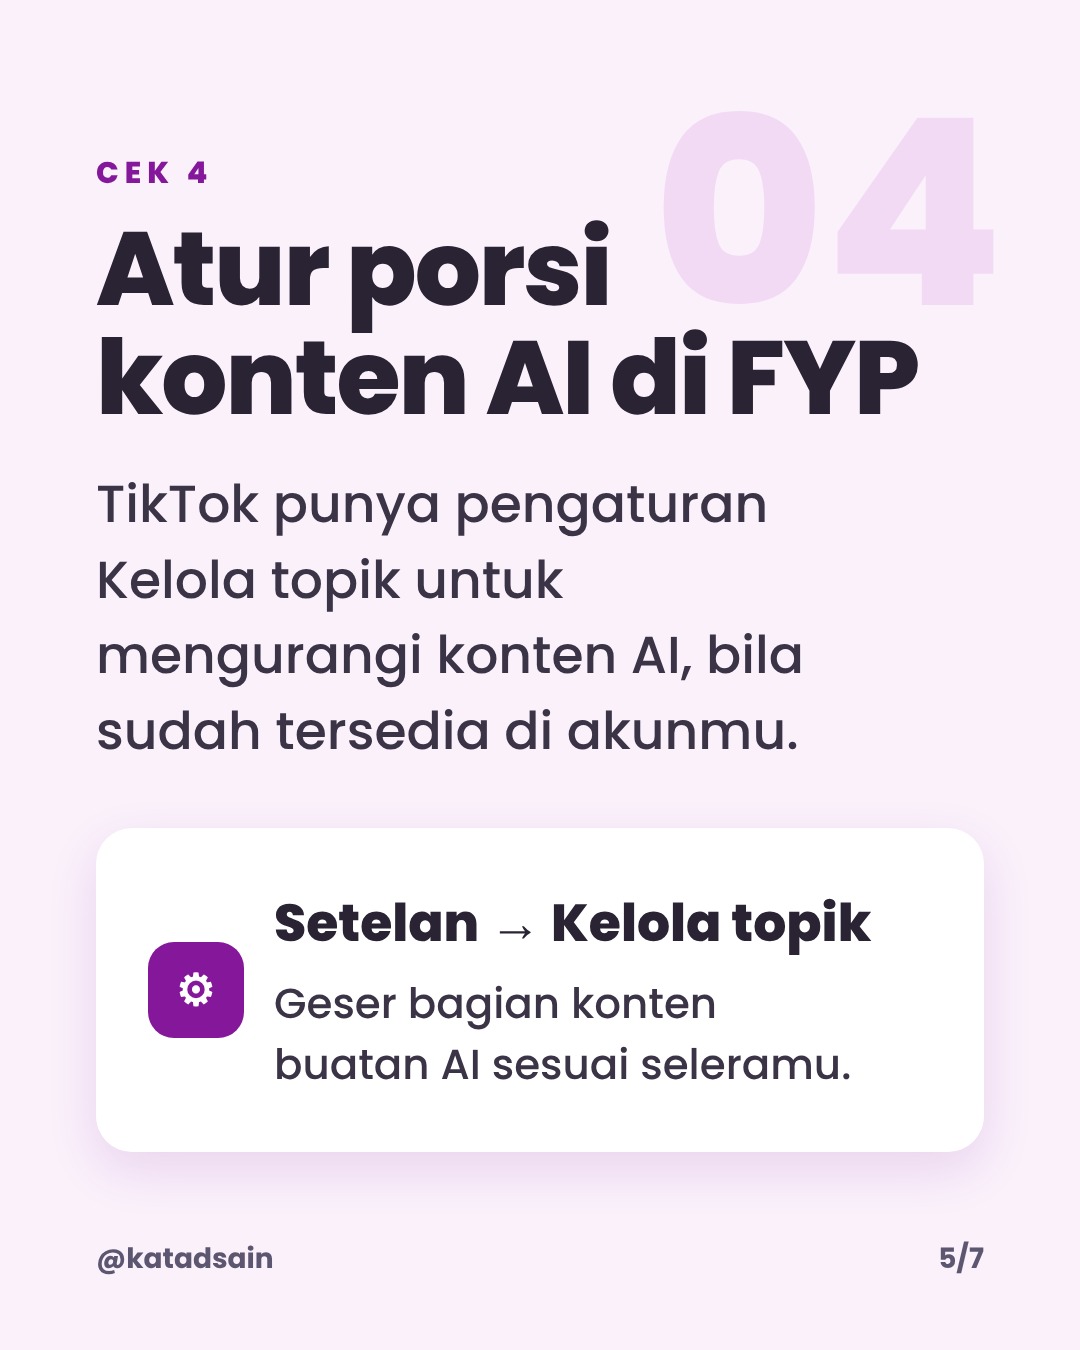 CEK 4
04
Atur porsi
konten AI di FYP
TikTok punya pengaturan
Kelola topik untuk
mengurangi konten AI, bila
sudah tersedia di akunmu.
Setelan → Kelola topik
Geser bagian konten
buatan AI sesuai seleramu.
@katadsain
5/7